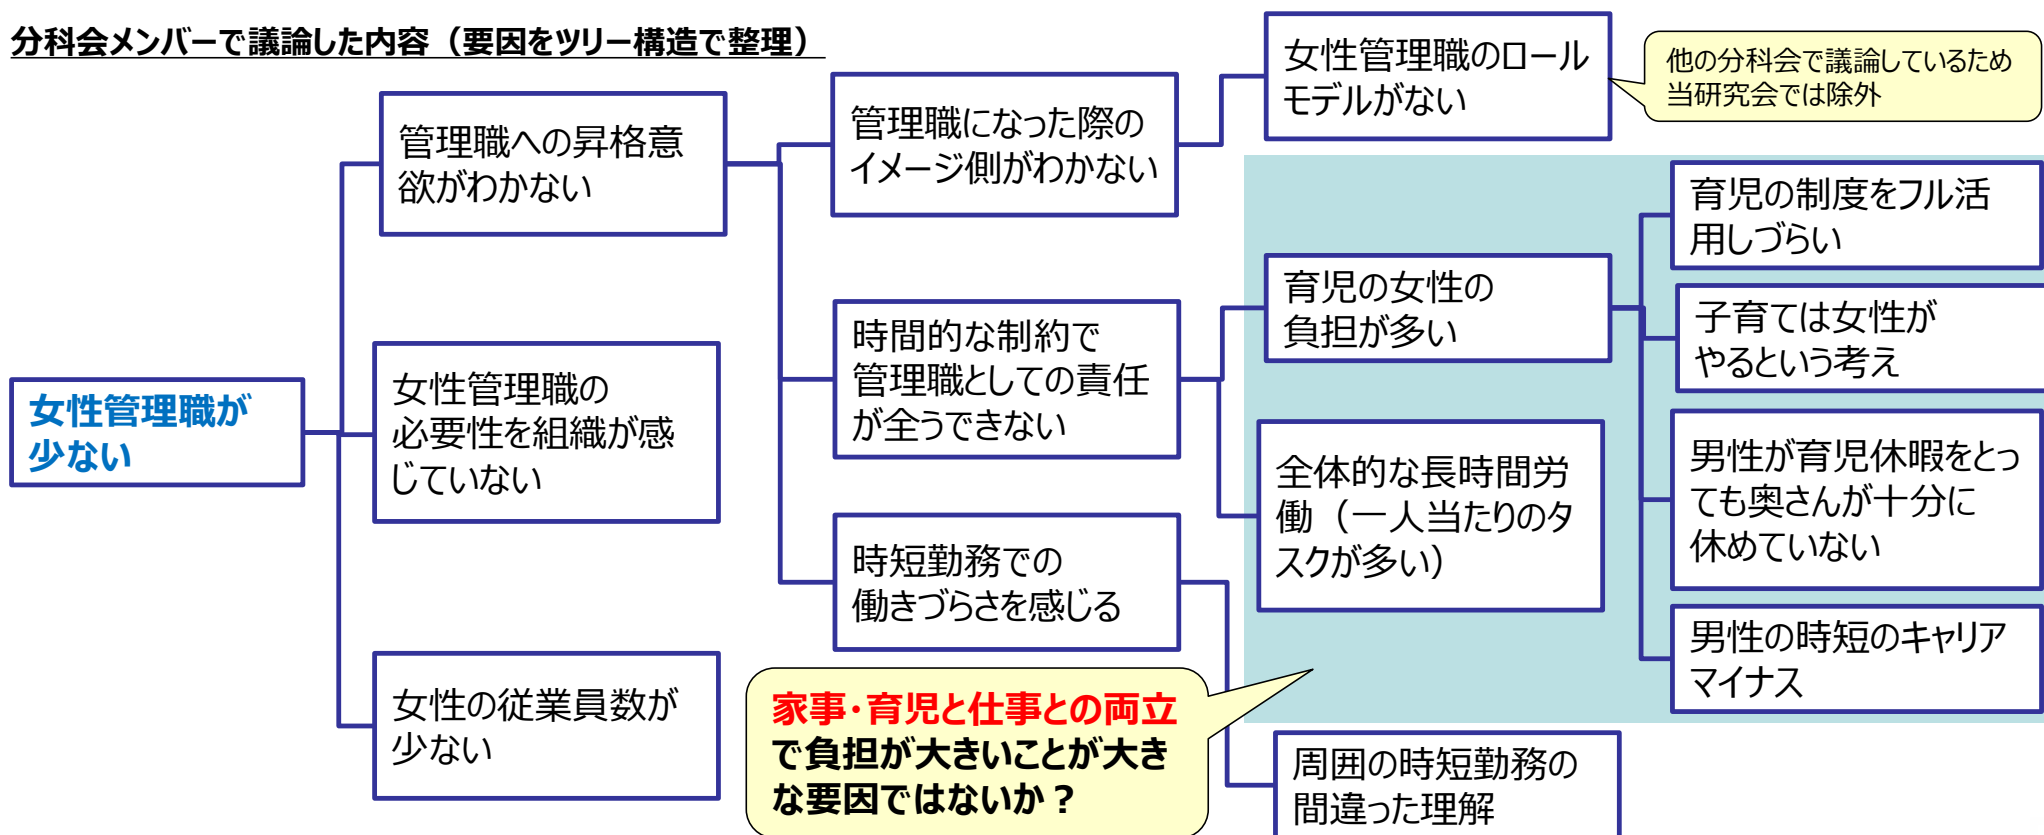 分科会メンバーで議論した内容（要因をツリー構造で整理）
女性管理職が
少ない
管理職への昇格意
欲がわかない
女性管理職の
必要性を組織が感
じていない
女性の従業員数が
少ない
管理職になった際の
イメージ側がわかない
時間的な制約で
管理職としての責任
が全うできない
時短勤務での
働きづらさを感じる
女性管理職のロール
モデルがない
他の分科会で議論しているため
当研究会では除外
育児の女性の
負担が多い
全体的な長時間労
働（一人当たりのタ
スクが多い）
周囲の時短勤務の
間違った理解
育児の制度をフル活
用しづらい
子育ては女性が
やるという考え
男性が育児休暇をとっ
ても奥さんが十分に
休めていない
男性の時短のキャリア
マイナス
家事・育児と仕事との両立
で負担が大きいことが大き
な要因ではないか？